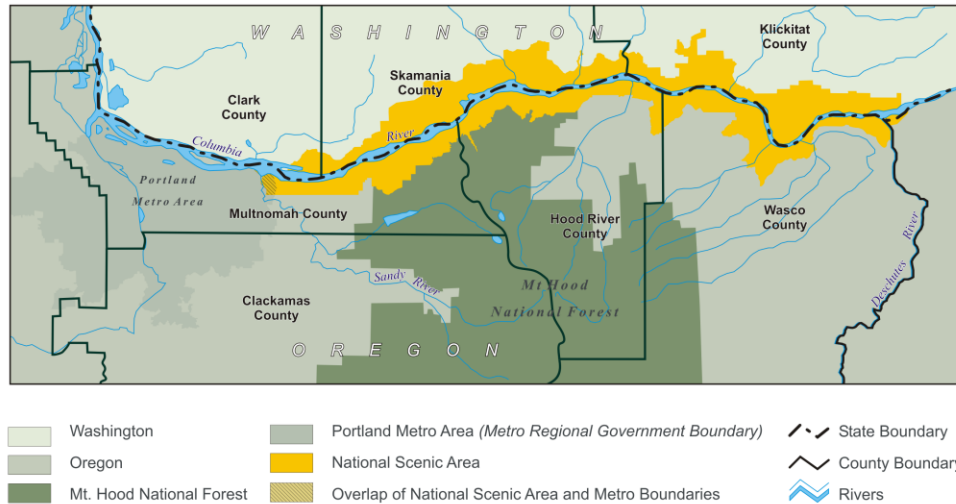 W A S H I N G T O N
Klickitat
County
Skamania
County
Clark
County
Columbia
River
Portland
Metro Area
Multnomah County
Hood River
County
Wasco
County
Sandy River
Deschutes River
Mt Hood
National Forest
Clackamas
County
O R E G O N
Washington
Oregon
Mt. Hood National Forest
Portland Metro Area (Metro Regional Government Boundary)
National Scenic Area
Overlap of National Scenic Area and Metro Boundaries
State Boundary
County Boundary
Rivers